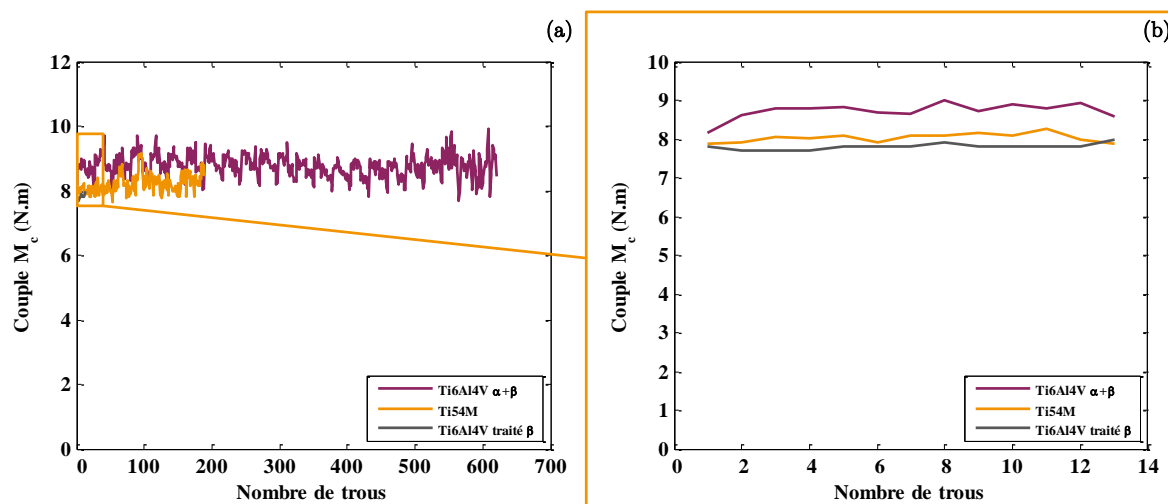 (a)
12
10
8
6
4
2
0
Couple M_c (N.m)
0 100 200 300 400 500 600 700
Nombre de trous
Ti6Al4V α+β
Ti54M
Ti6Al4V traité β
(b)
10
9
8
7
6
5
4
3
2
1
0
Couple M_c (N.m)
0 2 4 6 8 10 12 14
Nombre de trous
Ti6Al4V α+β
Ti54M
Ti6Al4V traité β